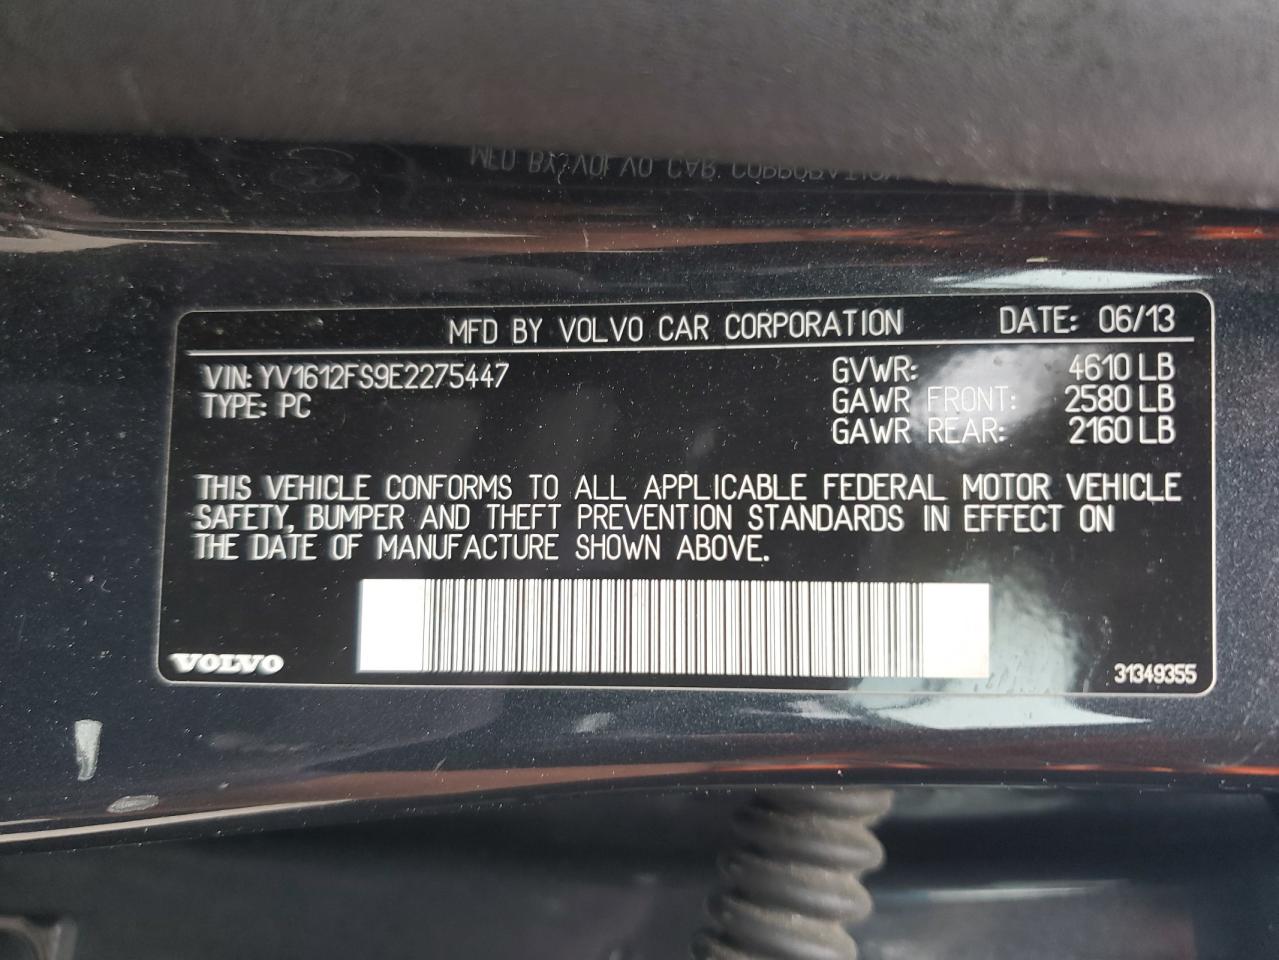 MFD BY VOLVO CAR CORPORATION DATE: 06/13
VIN: YV1612FS9E2275447 GVWR: 4610 LB
TYPE: PC GAWR FRONT: 2580 LB
GAWR REAR: 2160 LB
THIS VEHICLE CONFORMS TO ALL APPLICABLE FEDERAL MOTOR VEHICLE
SAFETY, BUMPER AND THEFT PREVENTION STANDARDS IN EFFECT ON
THE DATE OF MANUFACTURE SHOWN ABOVE.
VOLVO 31349355